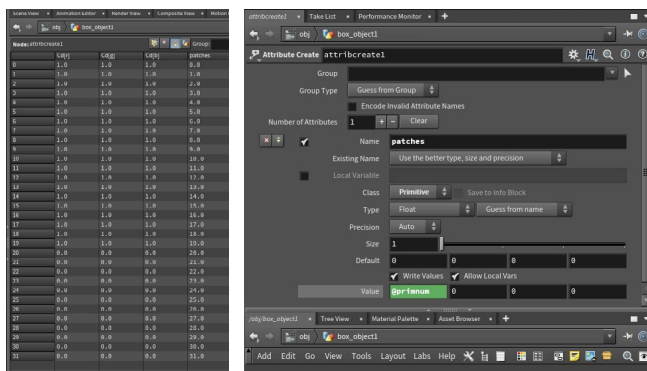 Scene View × Animation Editor × Render View × Composite View × Motion
obj box_object1
Node: attribcreate1 Group:
Cd[r] Cd[g] Cd[b] patches
0 1.0 1.0 1.0 0.0
1 1.0 1.0 1.0 1.0
2 1.0 1.0 1.0 2.0
3 1.0 1.0 1.0 3.0
4 1.0 1.0 1.0 4.0
5 1.0 1.0 1.0 5.0
6 1.0 1.0 1.0 6.0
7 1.0 1.0 1.0 7.0
8 1.0 1.0 1.0 8.0
9 1.0 1.0 1.0 9.0
10 1.0 1.0 1.0 10.0
11 1.0 1.0 1.0 11.0
12 1.0 1.0 1.0 12.0
13 1.0 1.0 1.0 13.0
14 1.0 1.0 1.0 14.0
15 1.0 1.0 1.0 15.0
16 1.0 1.0 1.0 16.0
17 1.0 1.0 1.0 17.0
18 1.0 1.0 1.0 18.0
19 1.0 1.0 1.0 19.0
20 0.0 0.0 0.0 20.0
21 0.0 0.0 0.0 21.0
22 0.0 0.0 0.0 22.0
23 0.0 0.0 0.0 23.0
24 0.0 0.0 0.0 24.0
25 0.0 0.0 0.0 25.0
26 0.0 0.0 0.0 26.0
27 0.0 0.0 0.0 27.0
28 0.0 0.0 0.0 28.0
29 0.0 0.0 0.0 29.0
30 0.0 0.0 0.0 30.0
31 0.0 0.0 0.0 31.0
attribcreate1 × Take List × Performance Monitor × +
obj box_object1
Attribute Create attribcreate1
Group
Group Type Guess from Group
Encode Invalid Attribute Names
Number of Attributes 1 + - Clear
Name patches
Existing Name Use the better type, size and precision
Local Variable
Class Primitive Save to Info Block
Type Float Guess from name
Precision Auto
Size 1
Default 0 0 0 0
Write Values Allow Local Vars
Value @primnum 0 0 0
/obj/box_object1 × Tree View × Material Palette × Asset Browser × +
obj box_object1
Add Edit Go View Tools Layout Labs Help